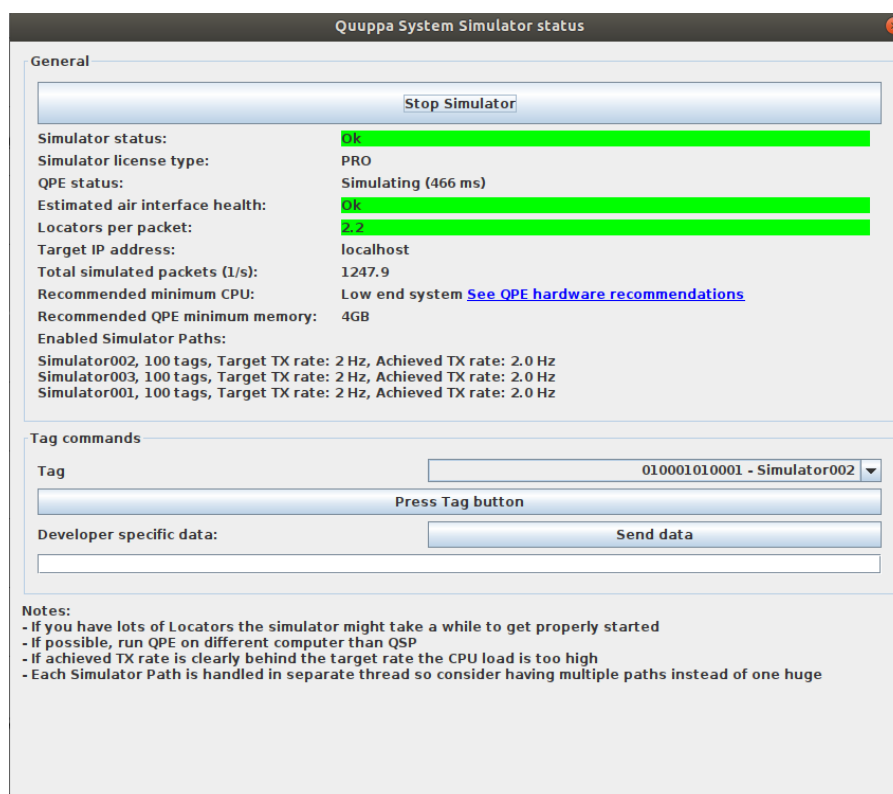 Quuppa System Simulator status
General
Stop Simulator
Simulator status: Ok
Simulator license type: PRO
QPE status: Simulating (466 ms)
Estimated air interface health: Ok
Locators per packet: 2.2
Target IP address: localhost
Total simulated packets (1/s): 1247.9
Recommended minimum CPU: Low end system See QPE hardware recommendations
Recommended QPE minimum memory: 4GB
Enabled Simulator Paths:
Simulator002, 100 tags, Target TX rate: 2 Hz, Achieved TX rate: 2.0 Hz
Simulator003, 100 tags, Target TX rate: 2 Hz, Achieved TX rate: 2.0 Hz
Simulator001, 100 tags, Target TX rate: 2 Hz, Achieved TX rate: 2.0 Hz
Tag commands
Tag 010001010001 - Simulator002
Press Tag button
Developer specific data: Send data
Notes:
- If you have lots of Locators the simulator might take a while to get properly started
- If possible, run QPE on different computer than QSP
- If achieved TX rate is clearly behind the target rate the CPU load is too high
- Each Simulator Path is handled in separate thread so consider having multiple paths instead of one huge